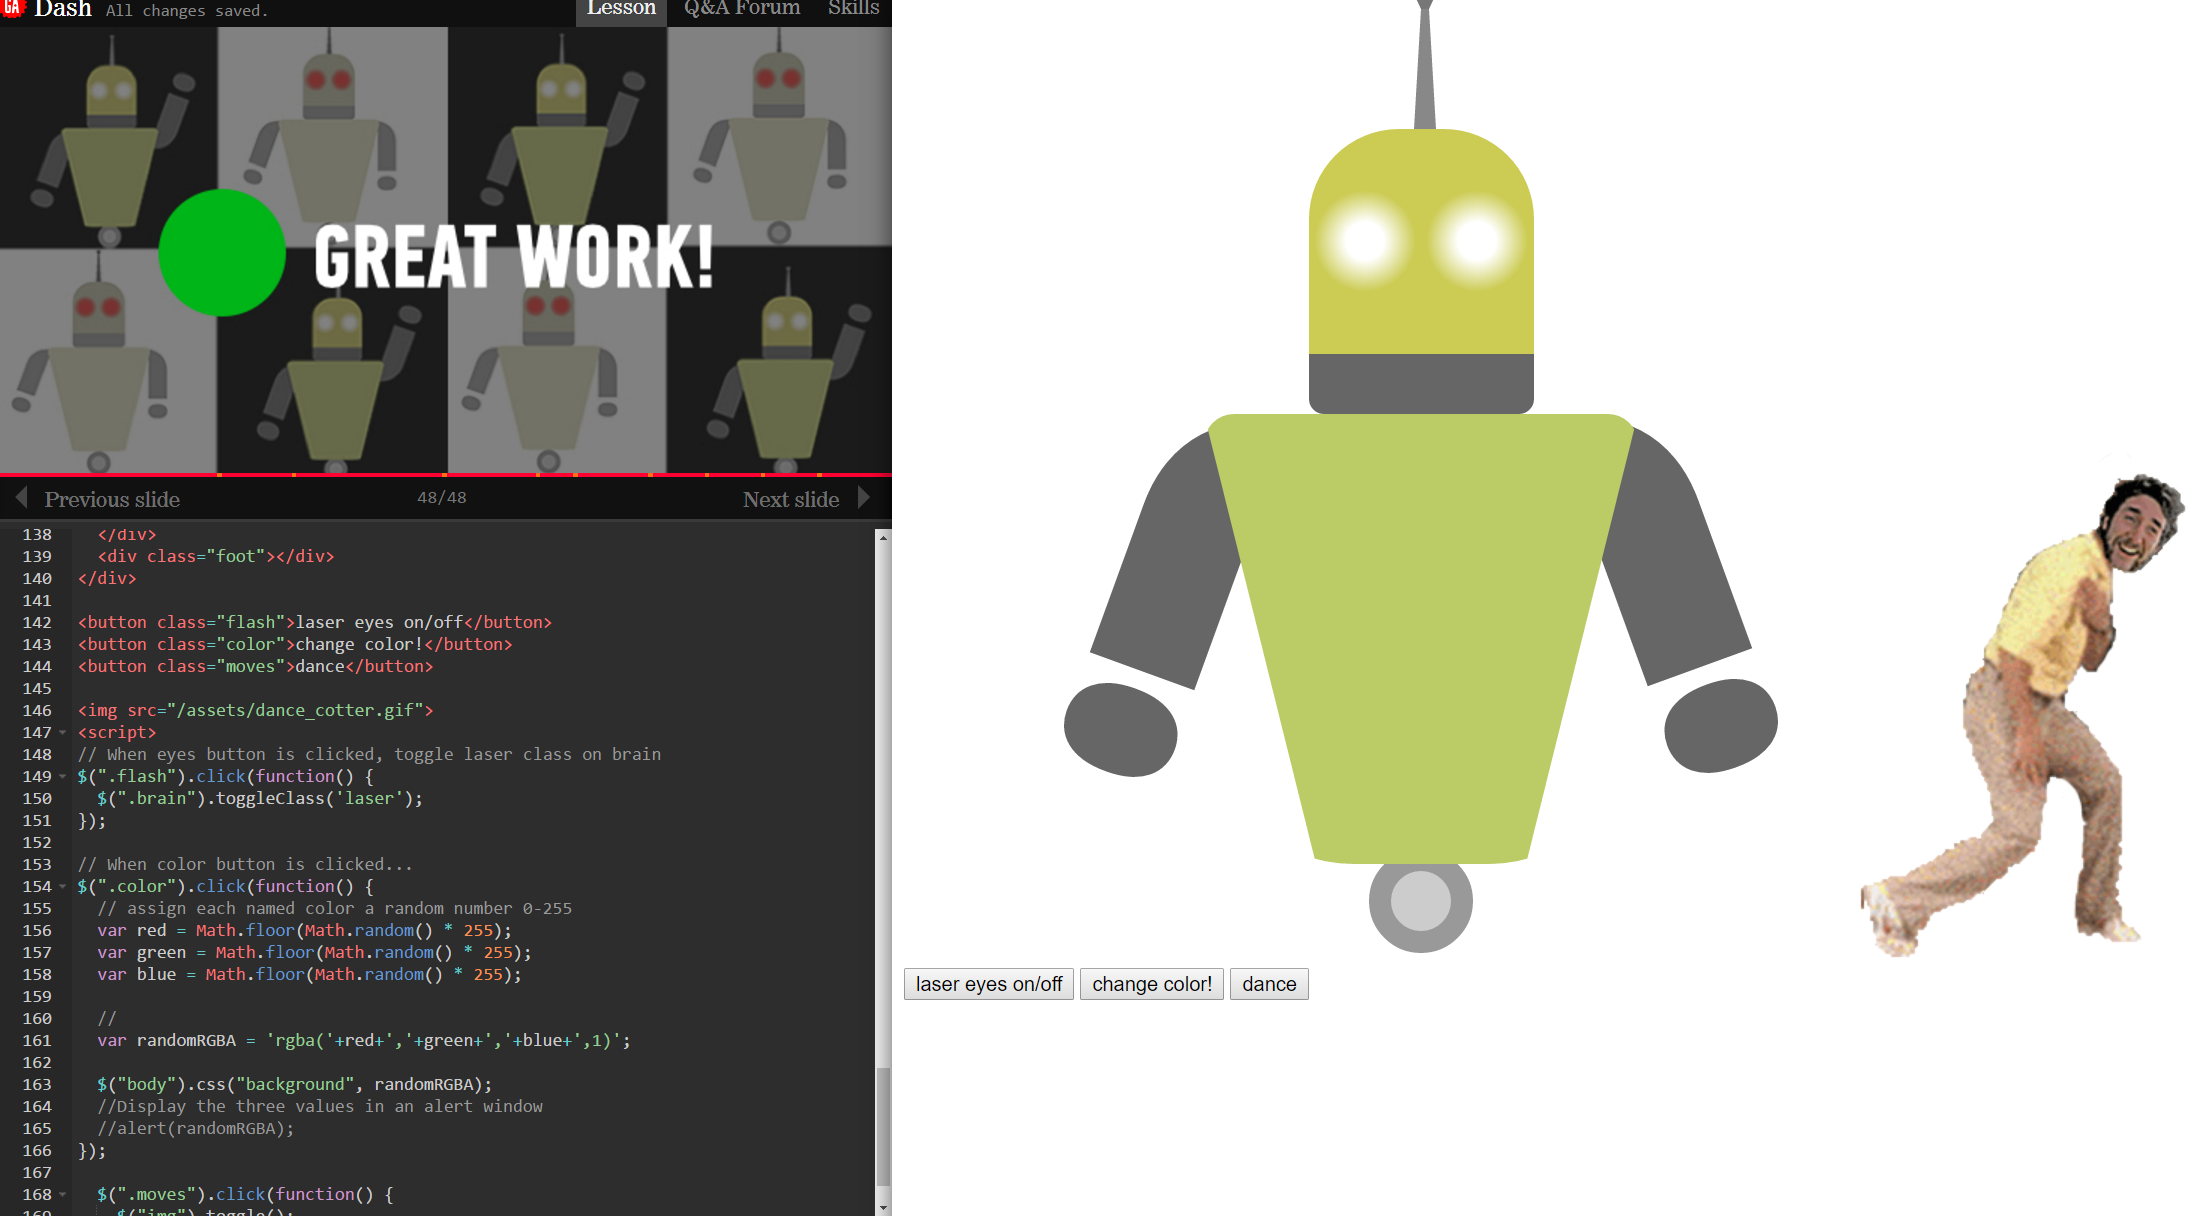 GA Dash All changes saved. Lesson Q&A Forum Skills
GREAT WORK!
Previous slide 48/48 Next slide
138 </div>
139 <div class="foot"></div>
140 </div>
141
142 <button class="flash">laser eyes on/off</button>
143 <button class="color">change color!</button>
144 <button class="moves">dance</button>
145
146 <img src="/assets/dance_cotter.gif">
147 <script>
148 // When eyes button is clicked, toggle laser class on brain
149 $(".flash").click(function() {
150 $(".brain").toggleClass('laser');
151 });
152
153 // When color button is clicked...
154 $(".color").click(function() {
155 // assign each named color a random number 0-255
156 var red = Math.floor(Math.random() * 255);
157 var green = Math.floor(Math.random() * 255);
158 var blue = Math.floor(Math.random() * 255);
159
160 //
161 var randomRGBA = 'rgba('+red+','+green+','+blue+',1)';
162
163 $("body").css("background", randomRGBA);
164 //Display the three values in an alert window
165 //alert(randomRGBA);
166 });
167
168 $(".moves").click(function() {
169 $("img").toggle();
laser eyes on/off change color! dance